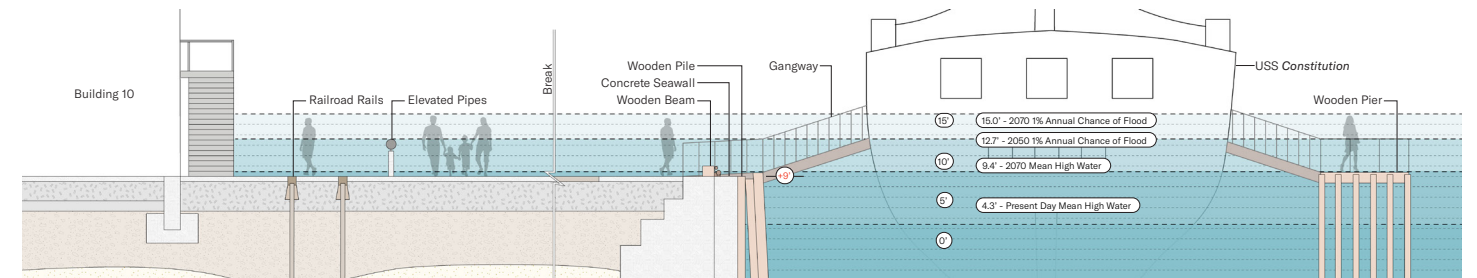 Building 10
Railroad Rails
Elevated Pipes
Break
Wooden Pile
Concrete Seawall
Wooden Beam
Gangway
USS Constitution
Wooden Pier
15'
15.0' - 2070 1% Annual Chance of Flood
12.7' - 2050 1% Annual Chance of Flood
10'
9.4' - 2070 Mean High Water
+9'
5'
4.3' - Present Day Mean High Water
0'